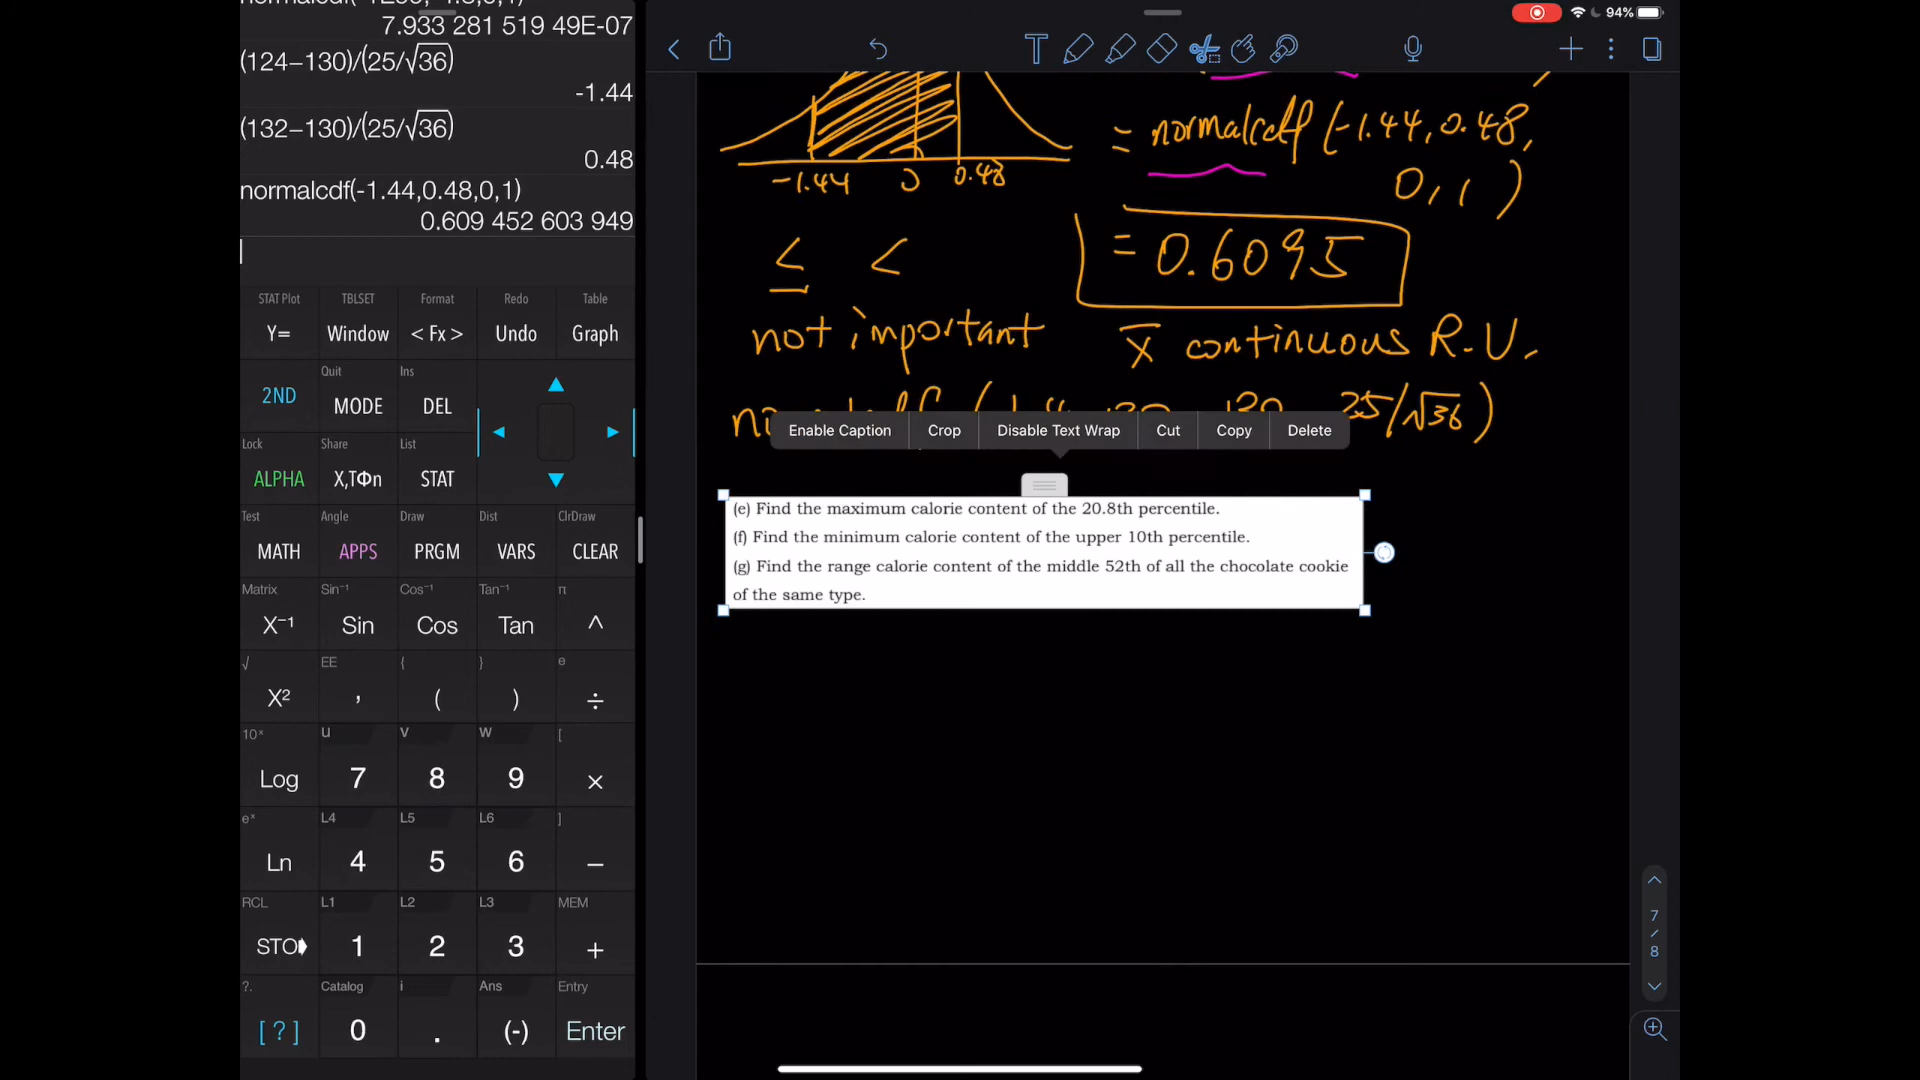 7.933 281 519 49E-07
(124–130)/(25/√36)
-1.44
(132–130)/(25/√36)
0.48
normalcdf(-1.44,0.48,0,1)
0.609 452 603 949
STAT Plot TBLSET Format Redo Table
Y= Window < Fx > Undo Graph
Quit Ins
2ND MODE DEL
Lock Share List
ALPHA X,TΦn STAT
Test Angle Draw Dist ClrDraw
MATH APPS PRGM VARS CLEAR
Matrix Sin⁻¹ Cos⁻¹ Tan⁻¹ π
X⁻¹ Sin Cos Tan ^
√ EE { } e
X² , ( ) ÷
10ˣ u v w [
Log 7 8 9 ×
eˣ L4 L5 L6 ]
Ln 4 5 6 –
RCL L1 L2 L3 MEM
STO 1 2 3 +
?. Catalog i Ans Entry
[ ? ] 0 . (-) Enter
94%
= normalcdf (-1.44, 0.48,
0, 1 )
-1.44 0 0.48
≤ <
= 0.6095
not important x̄ continuous R.V.
25/√36)
Enable Caption Crop Disable Text Wrap Cut Copy Delete
(e) Find the maximum calorie content of the 20.8th percentile.
(f) Find the minimum calorie content of the upper 10th percentile.
(g) Find the range calorie content of the middle 52th of all the chocolate cookie
of the same type.
7
/
8